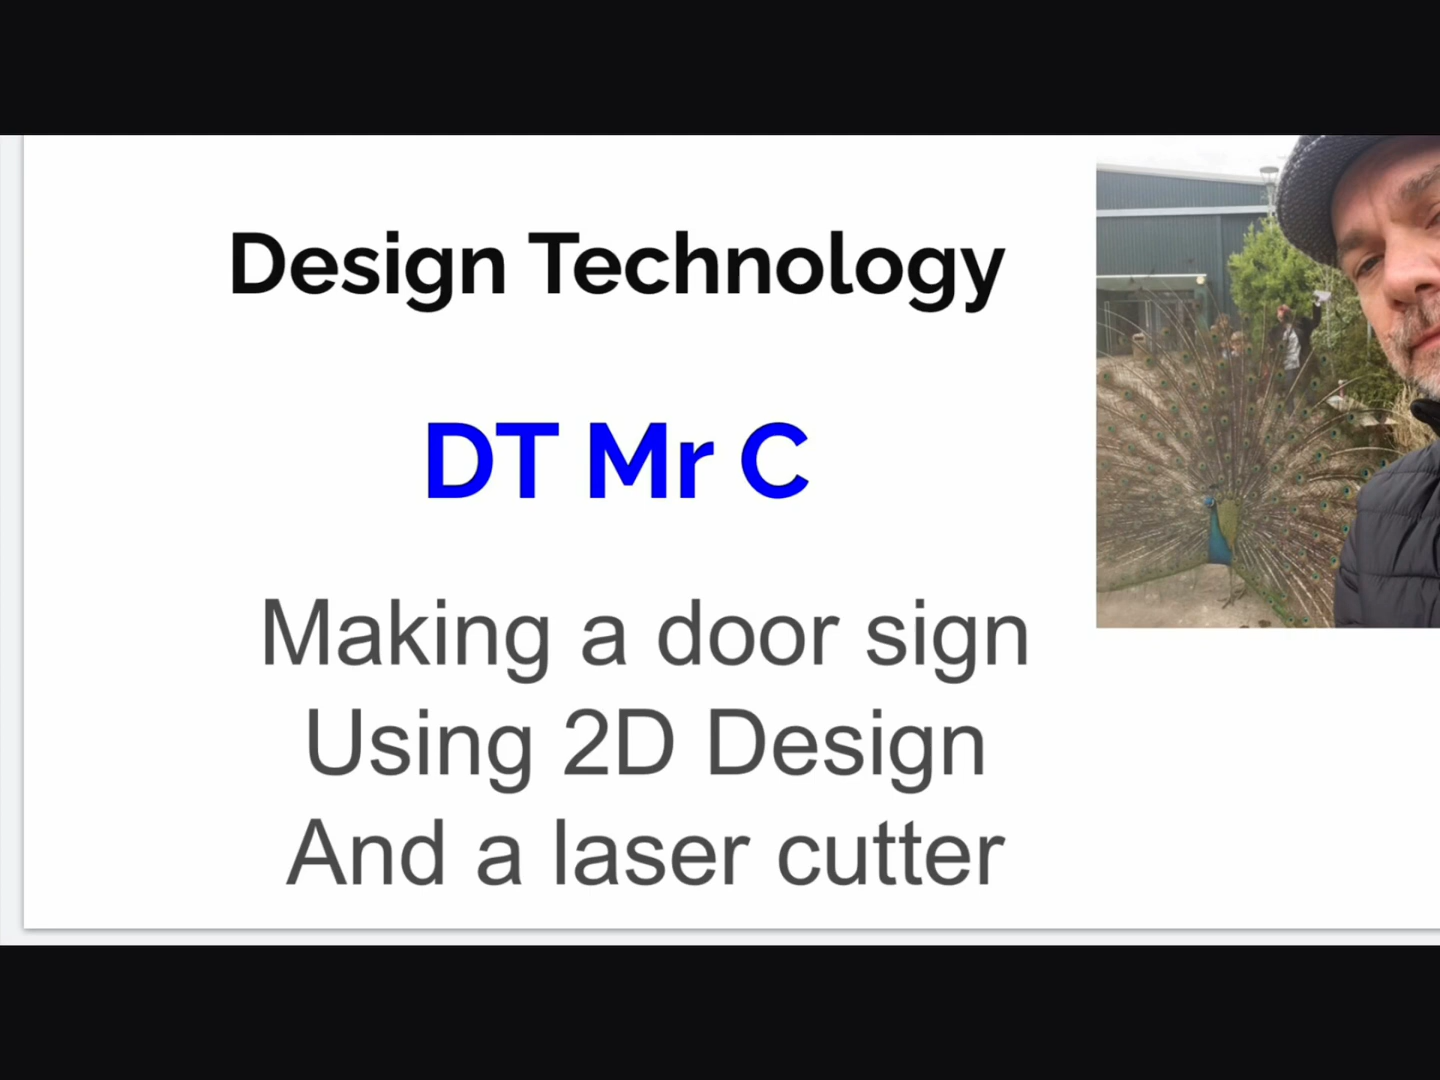 Design Technology
DT Mr C
Making a door sign
Using 2D Design
And a laser cutter